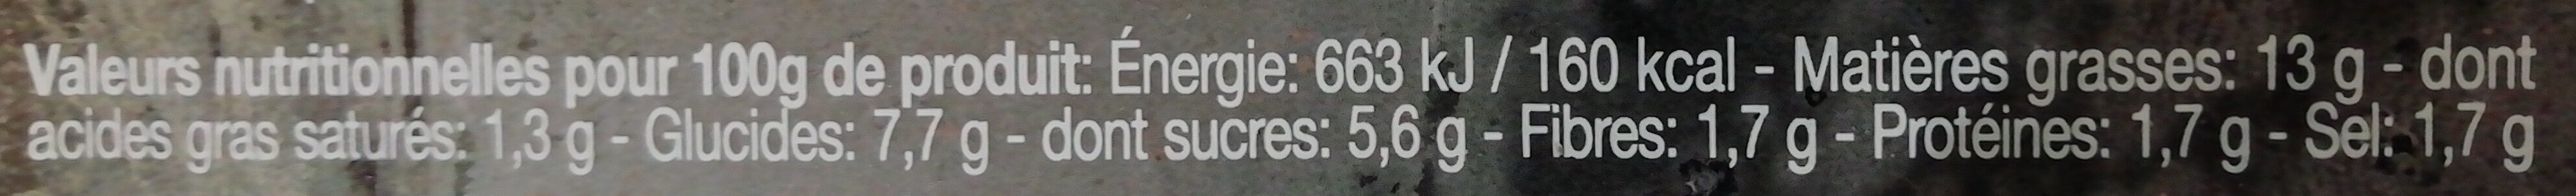 Valeurs nutritionnelles pour 100g de produit: Énergie: 663 kJ / 160 kcal - Matières grasses: 13 g - dont
acides gras saturés: 1,3 g - Glucides: 7,7 g - dont sucres: 5,6 g - Fibres: 1,7 g - Protéines: 1,7 g - Sel: 1,7 g